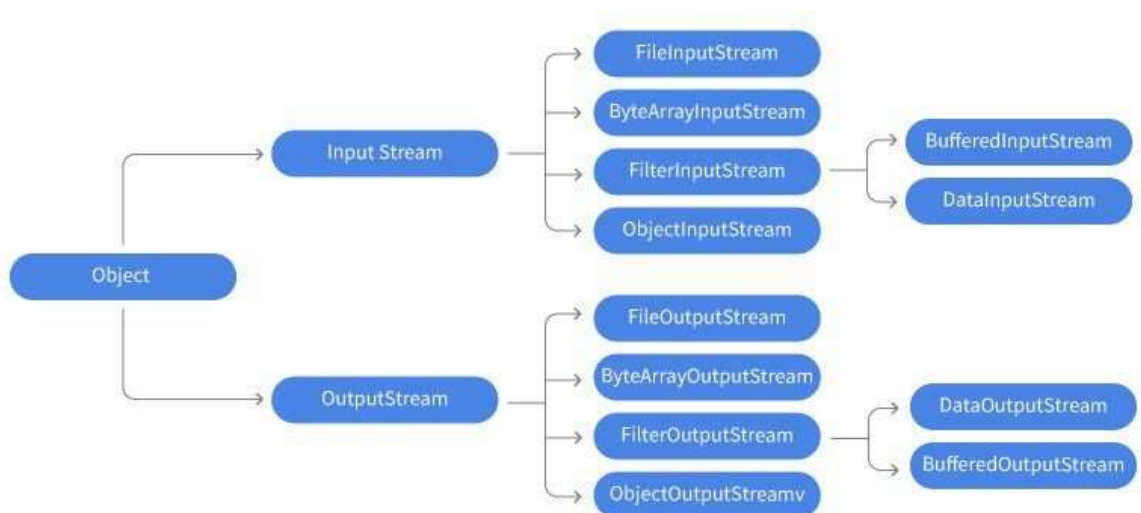 FileInputStream
ByteArrayInputStream
Input Stream
BufferedInputStream
FilterInputStream
DataInputStream
ObjectInputStream
Object
FileOutputStream
ByteArrayOutputStream
OutputStream
DataOutputStream
FilterOutputStream
BufferedOutputStream
ObjectOutputStreamv